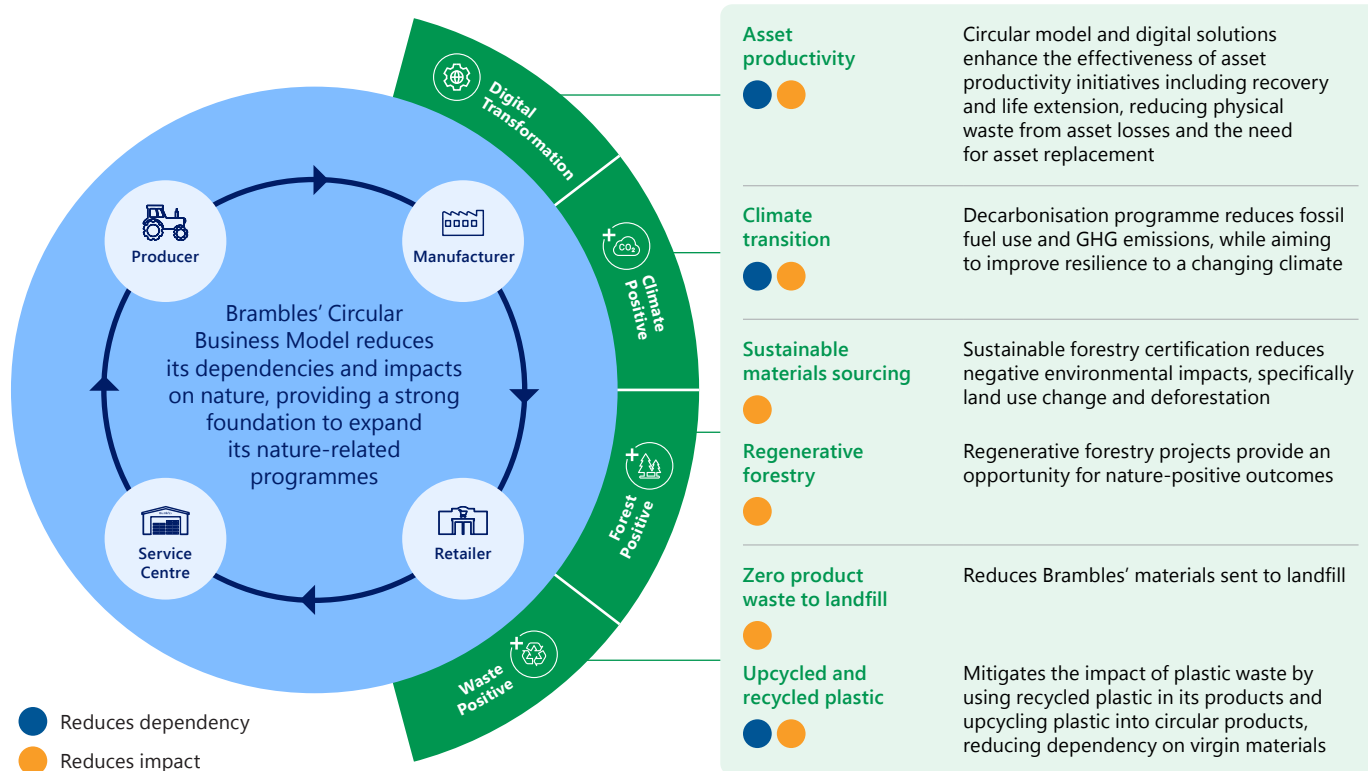 Digital
Transformation
Climate
Positive
Forest
Positive
Waste
Positive
CO₂
Producer
Manufacturer
Retailer
Service
Centre
Brambles’ Circular
Business Model reduces
its dependencies and impacts
on nature, providing a strong
foundation to expand
its nature-related
programmes
Reduces dependency
Reduces impact
Asset
productivity
Circular model and digital solutions
enhance the effectiveness of asset
productivity initiatives including recovery
and life extension, reducing physical
waste from asset losses and the need
for asset replacement
Climate
transition
Decarbonisation programme reduces fossil
fuel use and GHG emissions, while aiming
to improve resilience to a changing climate
Sustainable
materials sourcing
Sustainable forestry certification reduces
negative environmental impacts, specifically
land use change and deforestation
Regenerative
forestry
Regenerative forestry projects provide an
opportunity for nature-positive outcomes
Zero product
waste to landfill
Reduces Brambles’ materials sent to landfill
Upcycled and
recycled plastic
Mitigates the impact of plastic waste by
using recycled plastic in its products and
upcycling plastic into circular products,
reducing dependency on virgin materials